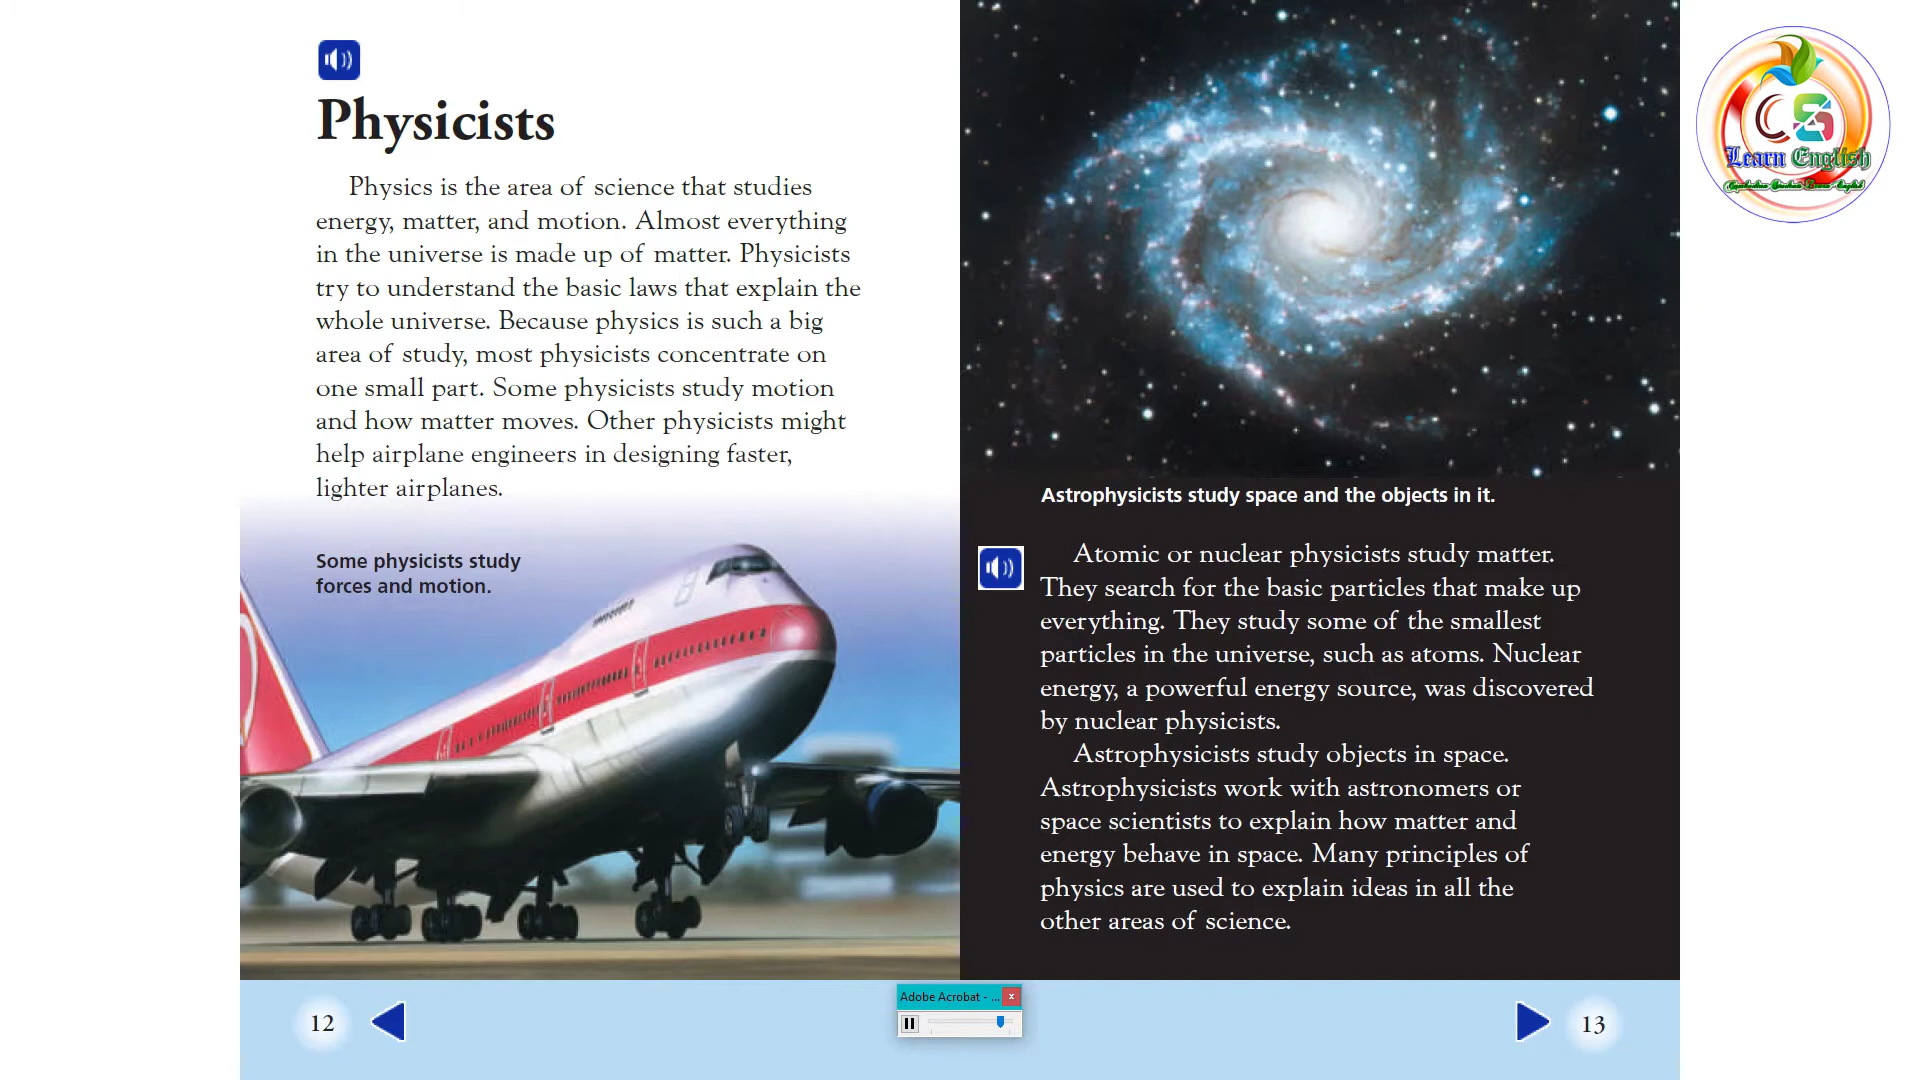 Physicists
Physics is the area of science that studies
energy, matter, and motion. Almost everything
in the universe is made up of matter. Physicists
try to understand the basic laws that explain the
whole universe. Because physics is such a big
area of study, most physicists concentrate on
one small part. Some physicists study motion
and how matter moves. Other physicists might
help airplane engineers in designing faster,
lighter airplanes.
Some physicists study
forces and motion.
12
Astrophysicists study space and the objects in it.
Atomic or nuclear physicists study matter.
They search for the basic particles that make up
everything. They study some of the smallest
particles in the universe, such as atoms. Nuclear
energy, a powerful energy source, was discovered
by nuclear physicists.
Astrophysicists study objects in space.
Astrophysicists work with astronomers or
space scientists to explain how matter and
energy behave in space. Many principles of
physics are used to explain ideas in all the
other areas of science.
13
Adobe Acrobat - ...
CS
Learn English